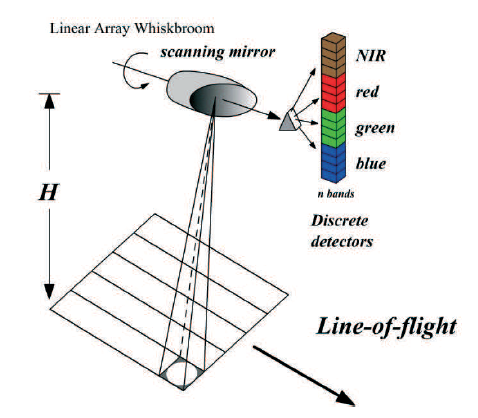 Linear Array Whiskbroom
scanning mirror
NIR
red
green
blue
n bands
Discrete
detectors
H
Line-of-flight